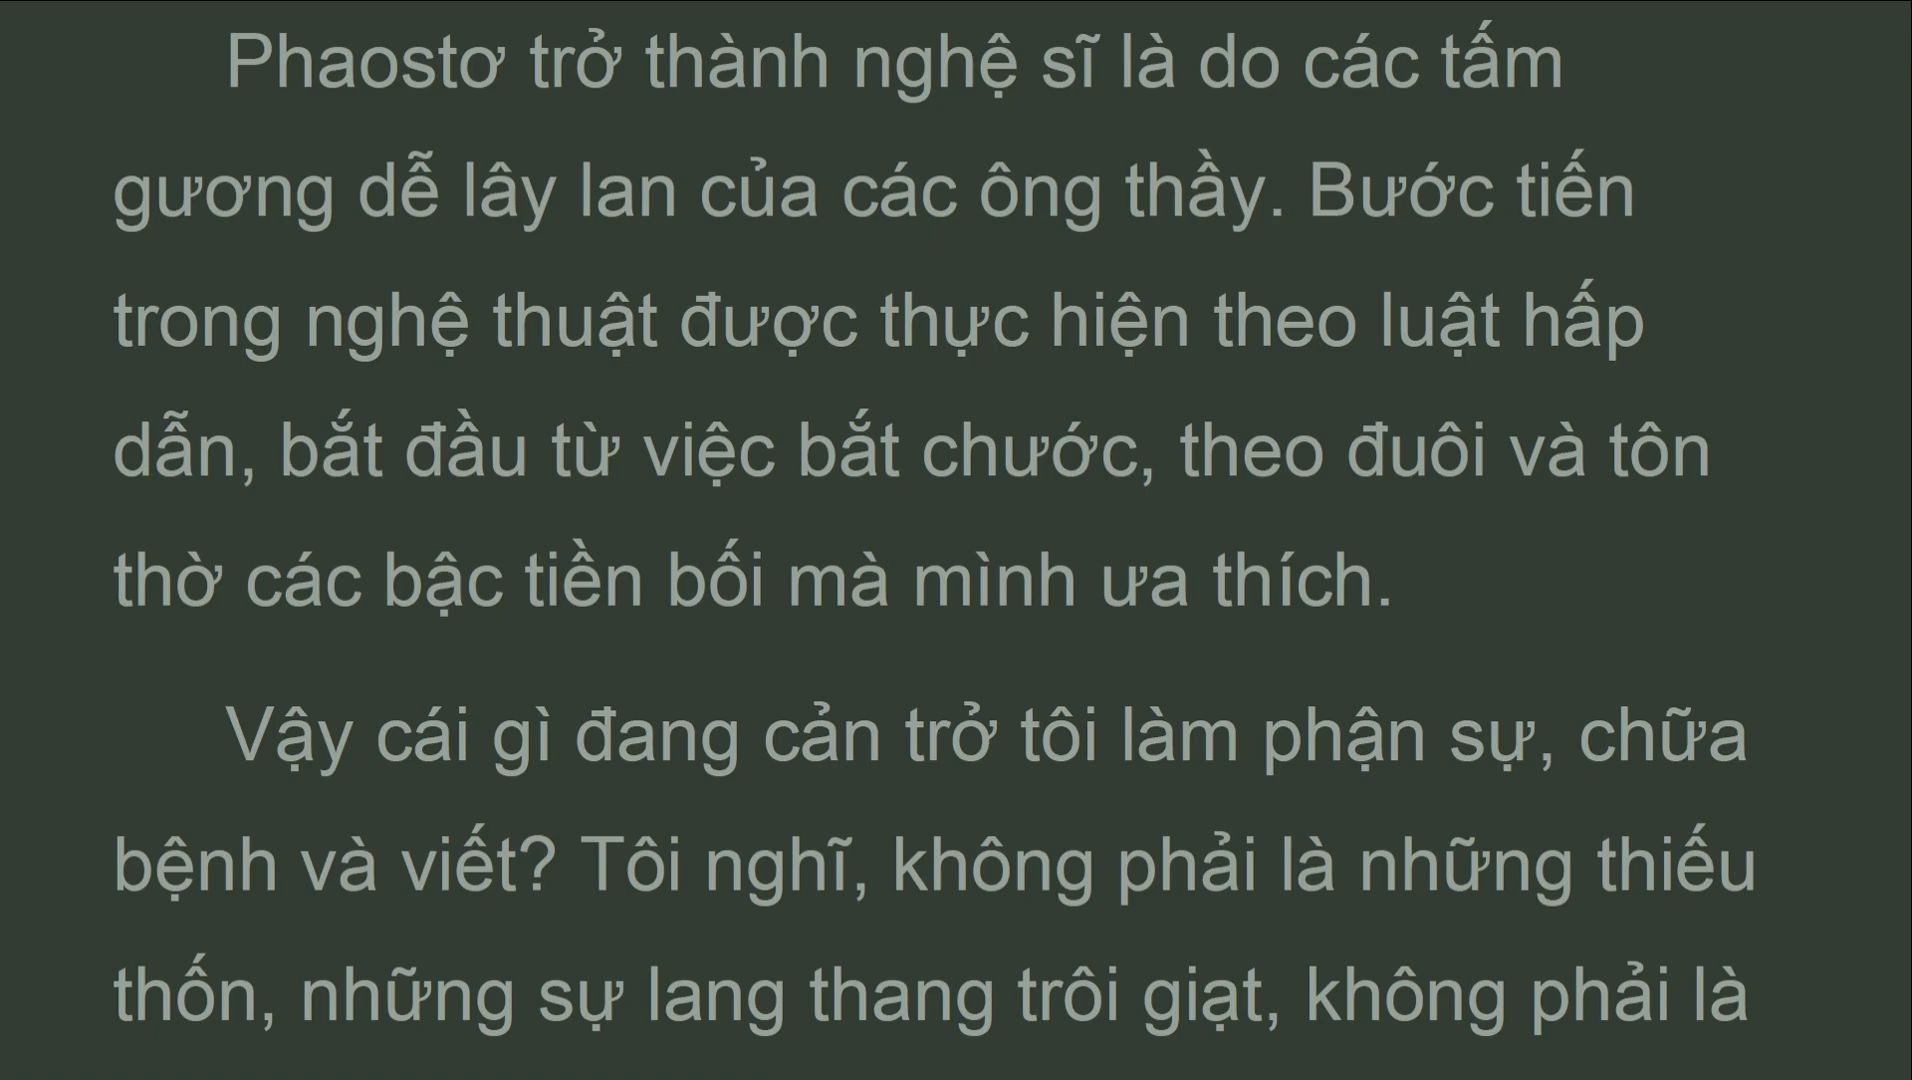 Phaostơ trở thành nghệ sĩ là do các tấm
gương dễ lây lan của các ông thầy. Bước tiến
trong nghệ thuật được thực hiện theo luật hấp
dẫn, bắt đầu từ việc bắt chước, theo đuôi và tôn
thờ các bậc tiền bối mà mình ưa thích.
Vậy cái gì đang cản trở tôi làm phận sự, chữa
bệnh và viết? Tôi nghĩ, không phải là những thiếu
thốn, những sự lang thang trôi giạt, không phải là